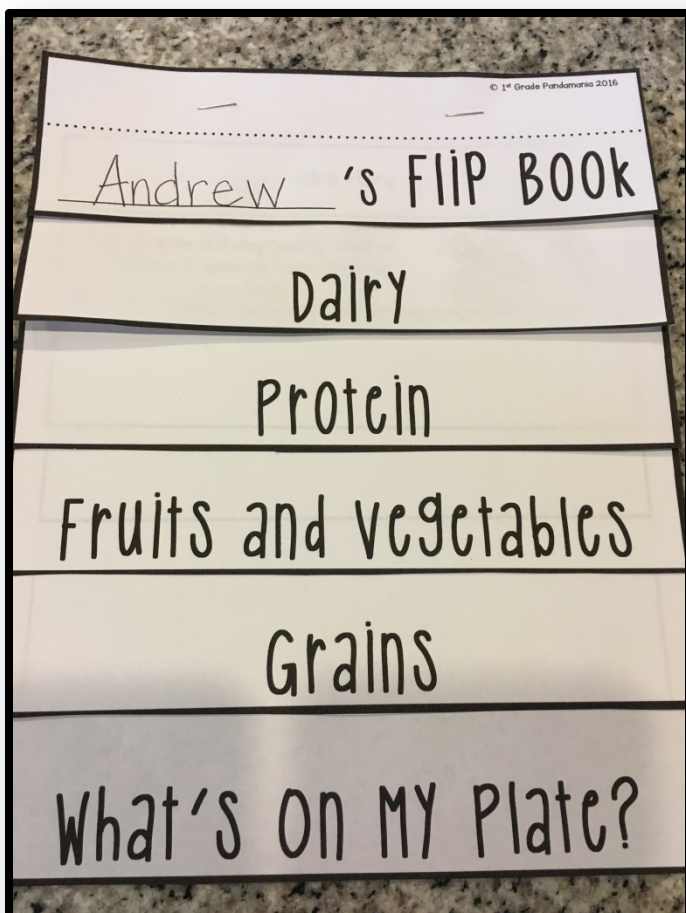 © 1st Grade Pandamania 2016
Andrew 's FliP BOOk
Dairy
Protein
Fruits and vegetables
Grains
What's on My Plate?